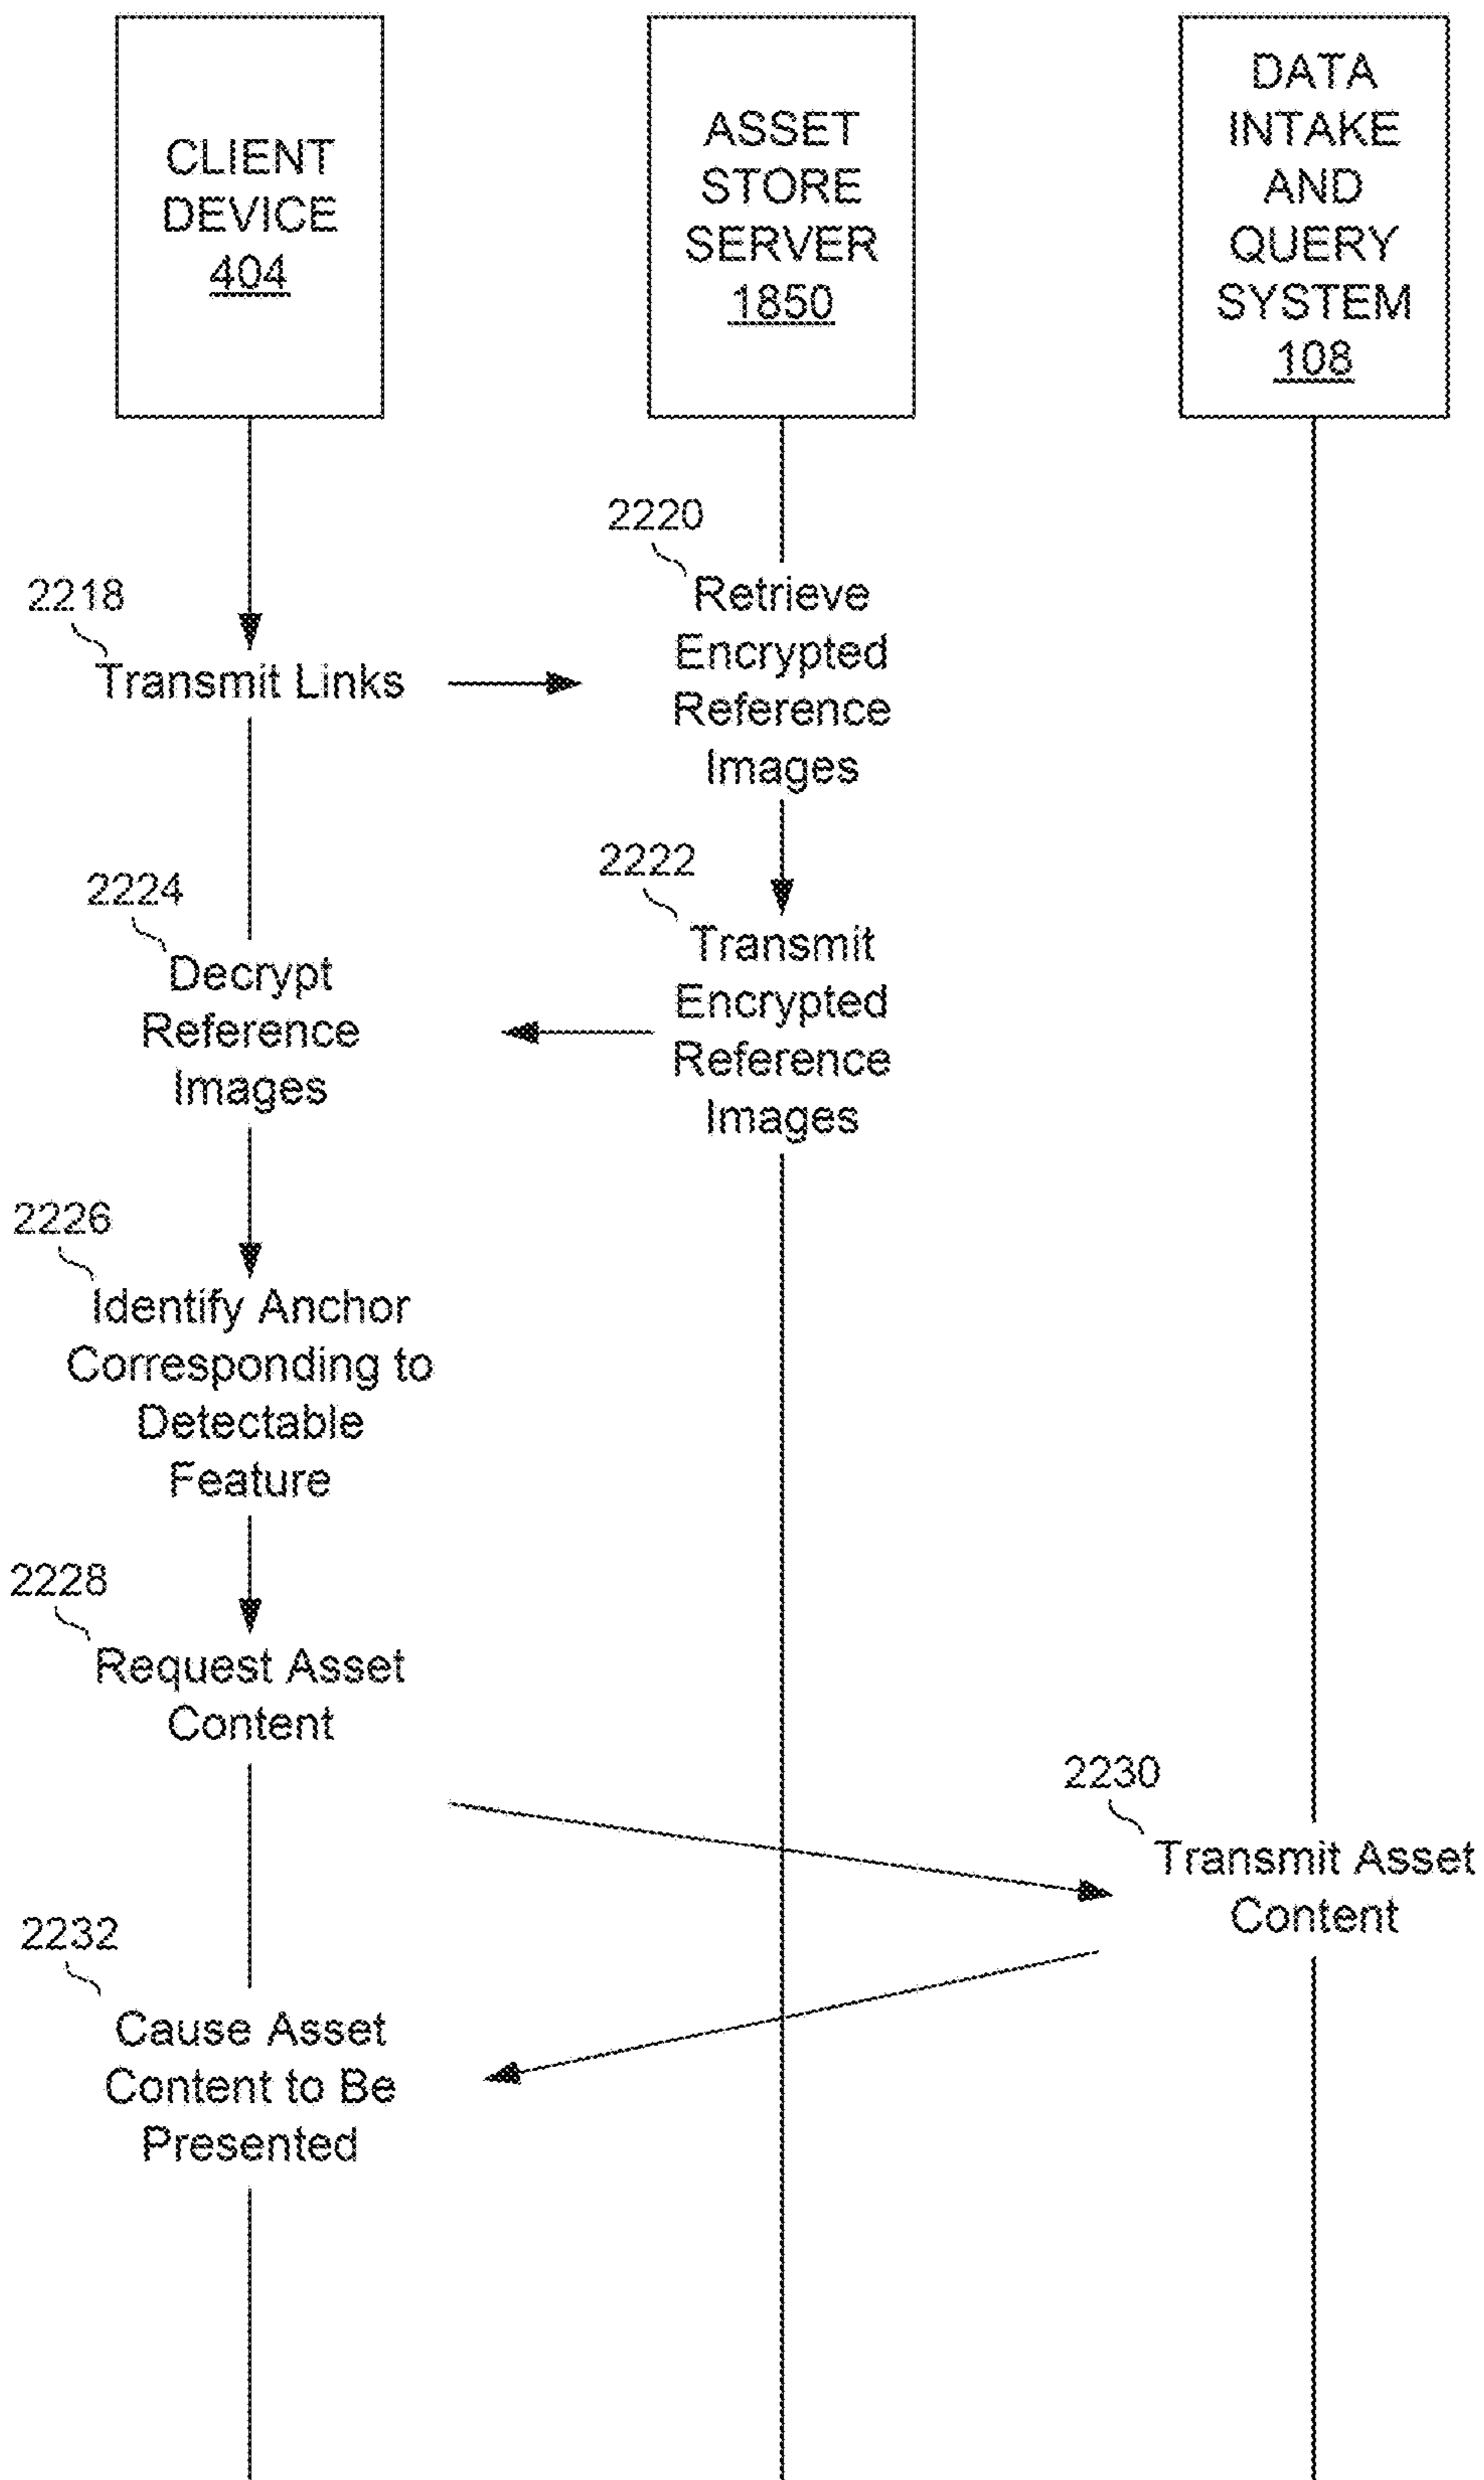 CLIENT
DEVICE
404
ASSET
STORE
SERVER
1850
DATA
INTAKE
AND
QUERY
SYSTEM
108
2218
Transmit Links
2220
Retrieve
Encrypted
Reference
Images
2222
Transmit
Encrypted
Reference
Images
2224
Decrypt
Reference
Images
2226
Identify Anchor
Corresponding to
Detectable
Feature
2228
Request Asset
Content
2230
Transmit Asset
Content
2232
Cause Asset
Content to Be
Presented